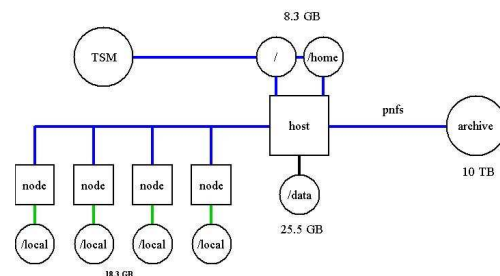 8.3 GB
TSM
/
/home
host
pnfs
archive
10 TB
node
node
node
node
/data
25.5 GB
/local
/local
/local
/local
18.3 GB